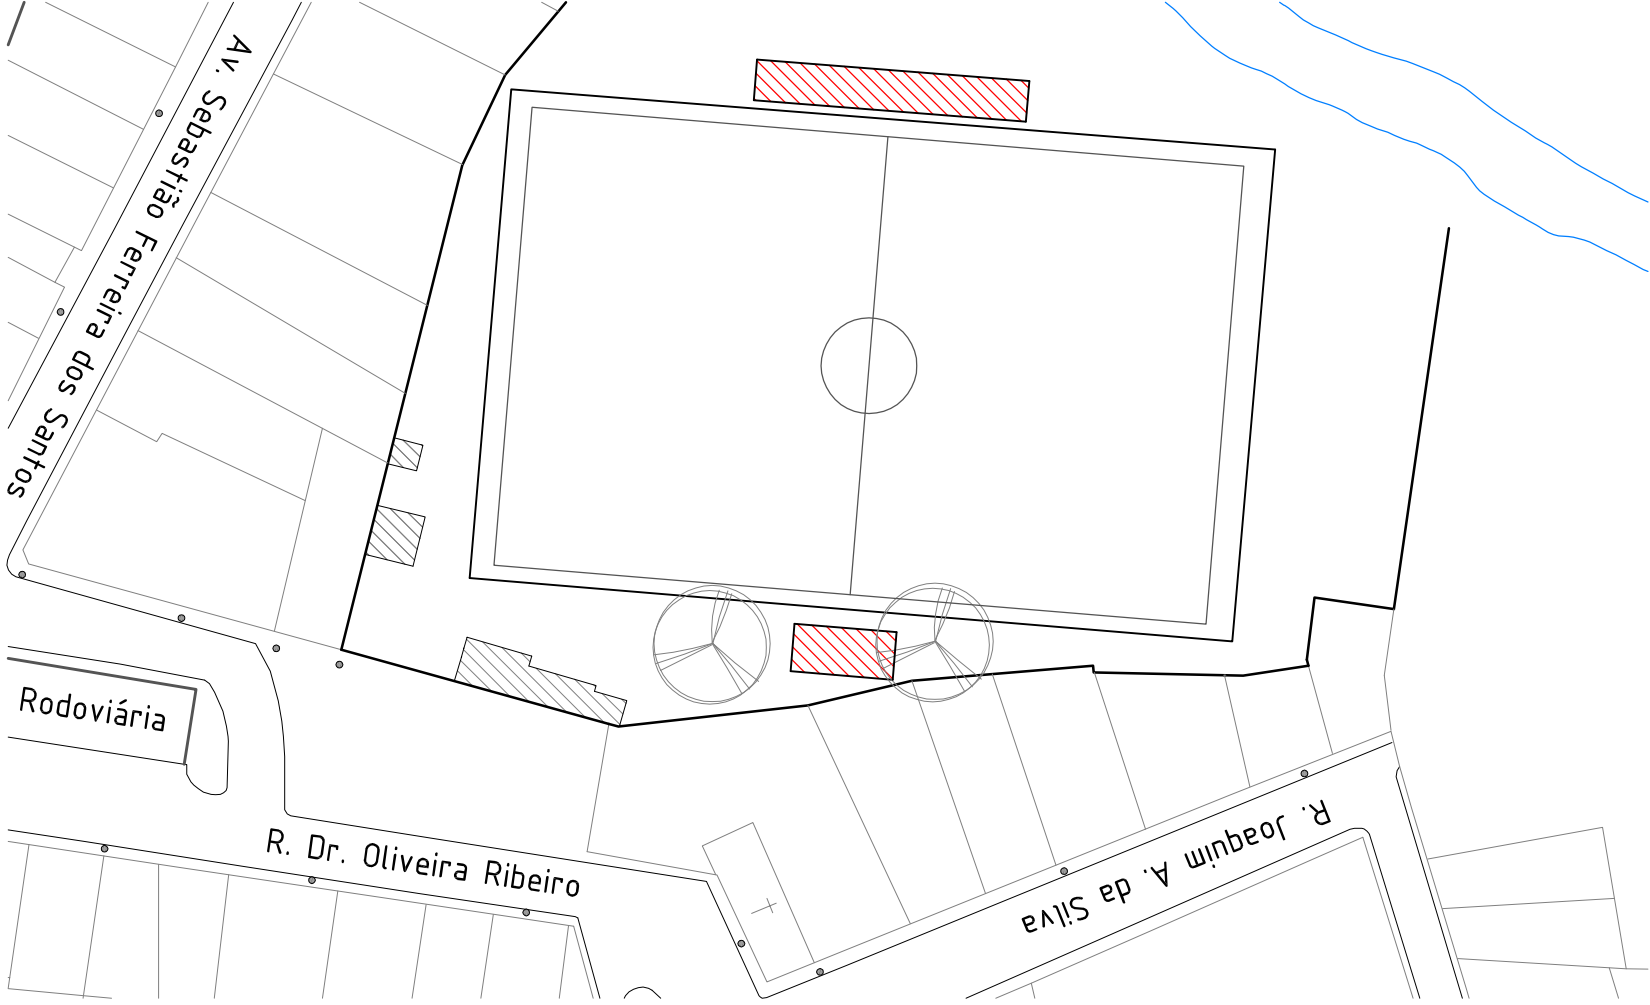 Av. Sebastião Ferreira dos Santos
Rodoviária
R. Dr. Oliveira Ribeiro
R. Joaquim A. da Silva